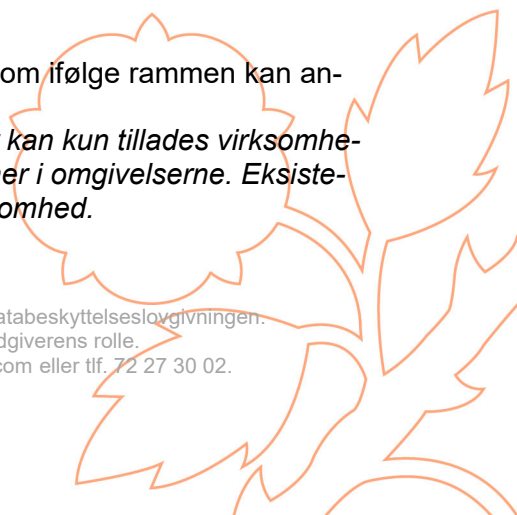 om ifølge rammen kan an-
kan kun tillades virksomhe-
er i omgivelserne. Eksiste-
omhed.
atabeskyttelseslovgivningen.
dgiverens rolle.
com eller tlf. 72 27 30 02.